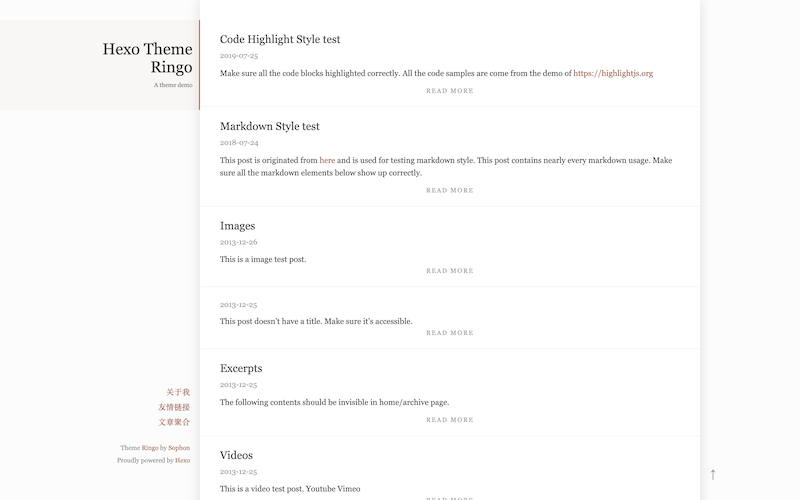 Hexo Theme
Ringo
A theme demo
关于我
友情链接
文章聚合
Theme Ringo by Sophon
Proudly powered by Hexo
Code Highlight Style test
2019-07-25
Make sure all the code blocks highlighted correctly. All the code samples are come from the demo of https://highlightjs.org
READ MORE
Markdown Style test
2018-07-24
This post is originated from here and is used for testing markdown style. This post contains nearly every markdown usage. Make
sure all the markdown elements below show up correctly.
READ MORE
Images
2013-12-26
This is a image test post.
READ MORE
2013-12-25
This post doesn't have a title. Make sure it's accessible.
READ MORE
Excerpts
2013-12-25
The following contents should be invisible in home/archive page.
READ MORE
Videos
2013-12-25
This is a video test post. Youtube Vimeo
READ MORE
↑